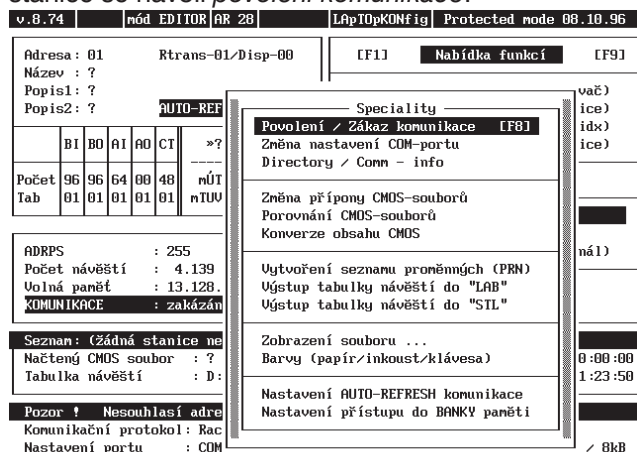 stanice se navolí povolení komunikace.
v.8.74 mód EDITOR AR 28 LApTOpKONfig Protected mode 08.10.96
Adresa: 01 Rtrans-01/Disp-00 [F1] Nabídka funkcí [F9]
Název : ?
Popis1: ? vač)
Popis2: ? AUTO-REF ice)
Speciality
Povolení / Zákaz komunikace [F8] idx)
BI BO AI AO CT »? Změna nastavení COM-portu ice)
Directory / Comm - info
Počet 96 96 64 00 48 mÚT
Tab 01 01 01 01 01 mTUV Změna přípony CMOS-souborů
Porovnání CMOS-souborů
Konverze obsahu CMOS
ADRPS : 255 nál)
Počet návěští : 4.139 Vytvoření seznamu proměnných (PRN)
Volná paměť : 13.128. Výstup tabulky návěští do "LAB"
KOMUNIKACE : zakázán Výstup tabulky návěští do "STL"
Seznam: (žádná stanice ne Zobrazení souboru ...
Načtený CMOS soubor : ? Barvy (papír/inkoust/klávesa) 0:00:00
Tabulka návěští : D: 1:23:50
Nastavení AUTO-REFRESH komunikace
Pozor ! Nesouhlasí adre Nastavení přístupu do BANKY paměti
Komunikační protokol: Rac
Nastavení portu : COM / 8kB